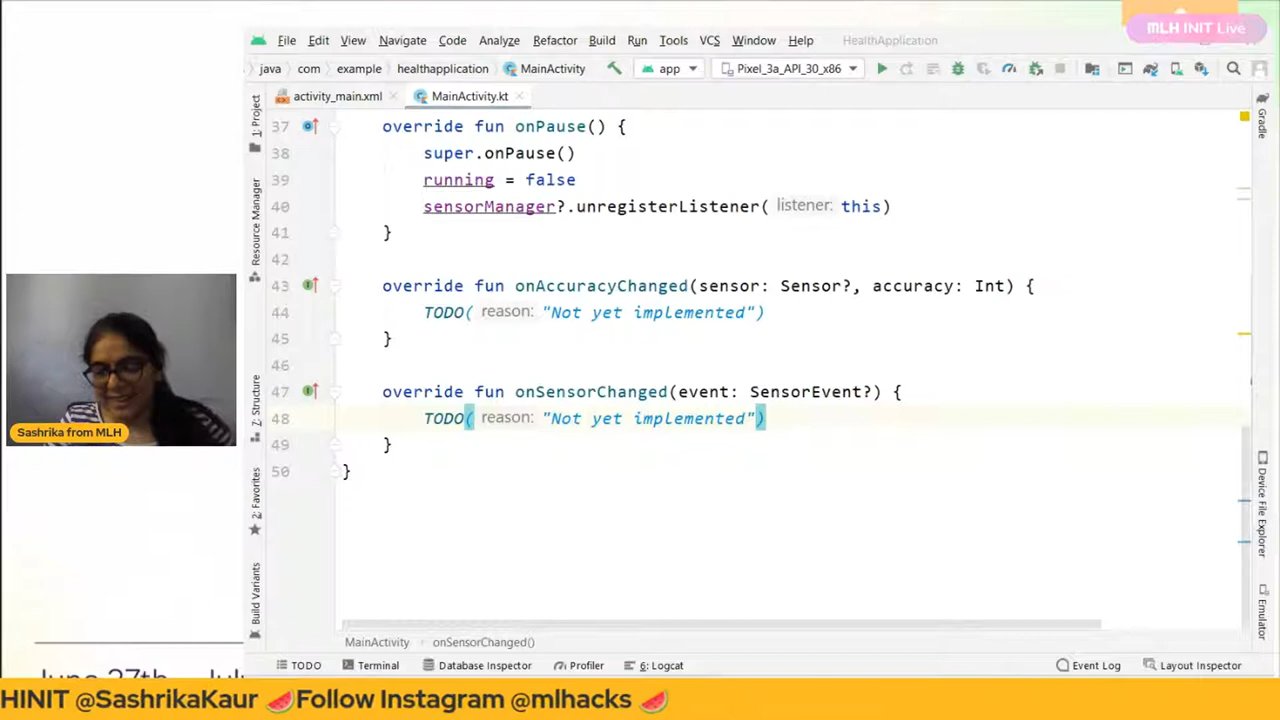 MLH INIT Live
File Edit View Navigate Code Analyze Refactor Build Run Tools VCS Window Help HealthApplication
java com example healthapplication MainActivity app Pixel_3a_API_30_x86
activity_main.xml MainActivity.kt
37 override fun onPause() {
38 super.onPause()
39 running = false
40 sensorManager?.unregisterListener( listener: this)
41 }
42
43 override fun onAccuracyChanged(sensor: Sensor?, accuracy: Int) {
44 TODO( reason: "Not yet implemented")
45 }
46
47 override fun onSensorChanged(event: SensorEvent?) {
48 TODO( reason: "Not yet implemented")
49 }
50 }
1: Project
Resource Manager
7: Structure
2: Favorites
Build Variants
Gradle
Device File Explorer
Emulator
Sashrika from MLH
MainActivity onSensorChanged()
TODO Terminal Database Inspector Profiler 6: Logcat Event Log Layout Inspector
HINIT @SashrikaKaur 🍉Follow Instagram @mlhacks 🍉